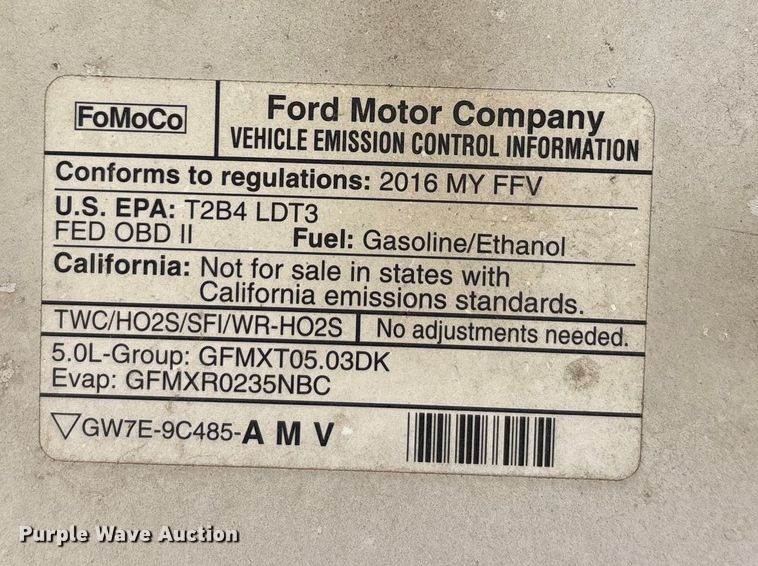 FoMoCo
Ford Motor Company
VEHICLE EMISSION CONTROL INFORMATION
Conforms to regulations: 2016 MY FFV
U.S. EPA: T2B4 LDT3
FED OBD II Fuel: Gasoline/Ethanol
California: Not for sale in states with
California emissions standards.
TWC/HO2S/SFI/WR-HO2S No adjustments needed.
5.0L-Group: GFMXT05.03DK
Evap: GFMXR0235NBC
GW7E-9C485-A M V
Purple Wave Auction